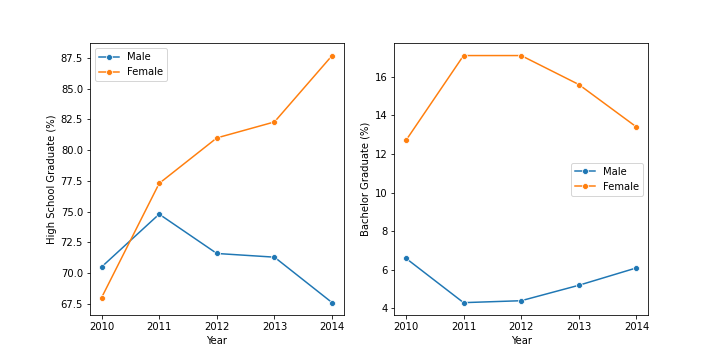 High School Graduate (%)
87.5
85.0
82.5
80.0
77.5
75.0
72.5
70.0
67.5
Male
Female
2010 2011 2012 2013 2014
Year
Bachelor Graduate (%)
16
14
12
10
8
6
4
Male
Female
2010 2011 2012 2013 2014
Year